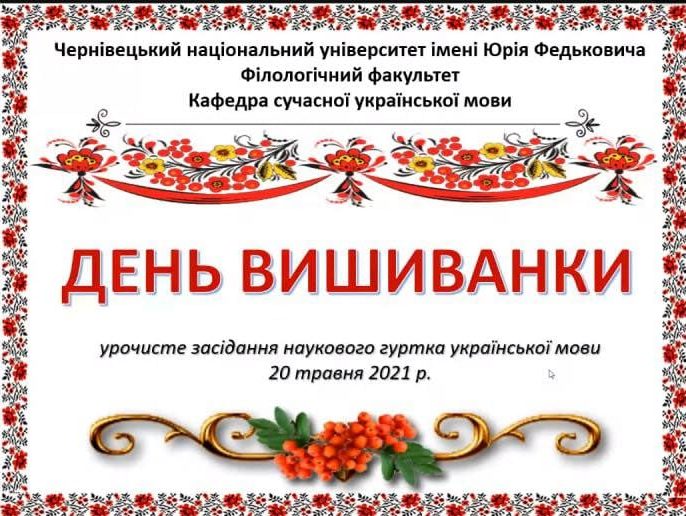 Чернівецький національний університет імені Юрія Федьковича
Філологічний факультет
Кафедра сучасної української мови
ДЕНЬ ВИШИВАНКИ
урочисте засідання наукового гуртка української мови
20 травня 2021 р.